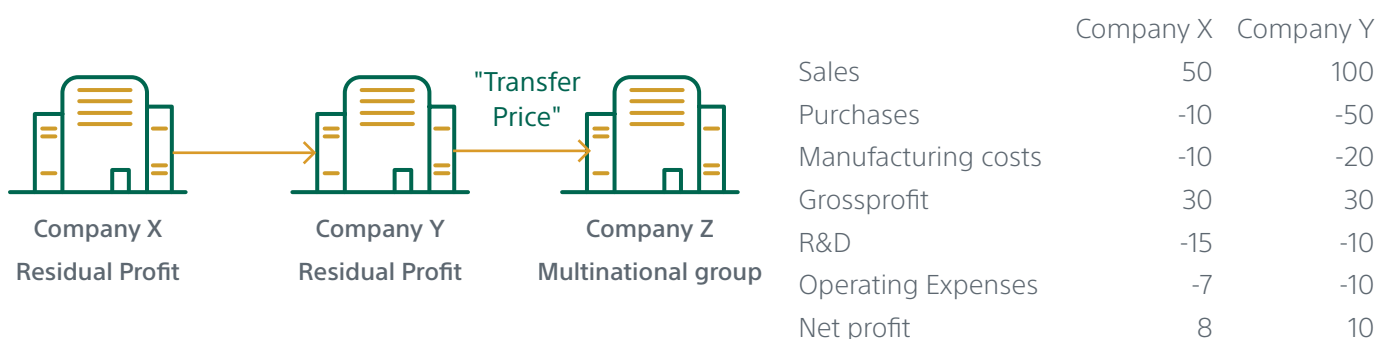 "Transfer
Price"
Company X
Residual Profit
Company Y
Residual Profit
Company Z
Multinational group
Company X Company Y
Sales 50 100
Purchases -10 -50
Manufacturing costs -10 -20
Grossprofit 30 30
R&D -15 -10
Operating Expenses -7 -10
Net profit 8 10